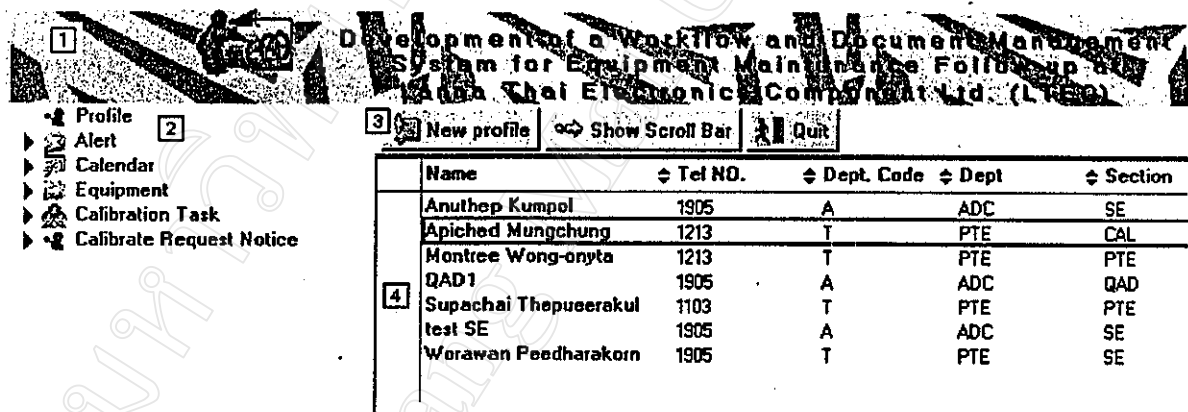 1
Development of a Workflow and Document Management
System for Equipment Maintenance Follow-up at
Lanna Thai Electronic Component Ltd. (LTEC)
Profile
2
Alert
Calendar
Equipment
Calibration Task
Calibrate Request Notice
3 New profile Show Scroll Bar Quit
Name Tel NO. Dept. Code Dept Section
Anuthep Kumpol 1905 A ADC SE
Apiched Mungchung 1213 T PTE CAL
Montree Wong-onyta 1213 T PTE PTE
QAD1 1905 A ADC QAD
4
Supachai Thepueerakul 1103 T PTE PTE
test SE 1905 A ADC SE
Worawan Peedharakorn 1905 T PTE SE